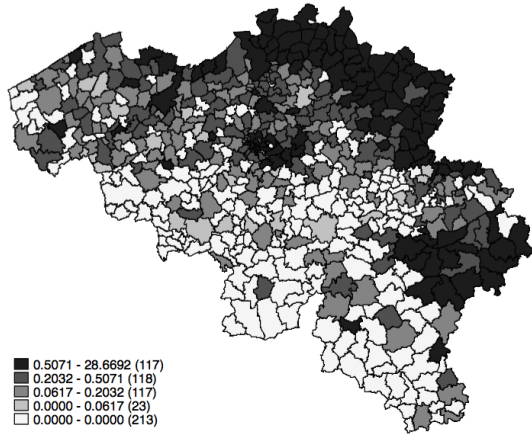 0.5071 - 28.6692 (117)
0.2032 - 0.5071 (118)
0.0617 - 0.2032 (117)
0.0000 - 0.0617 (23)
0.0000 - 0.0000 (213)